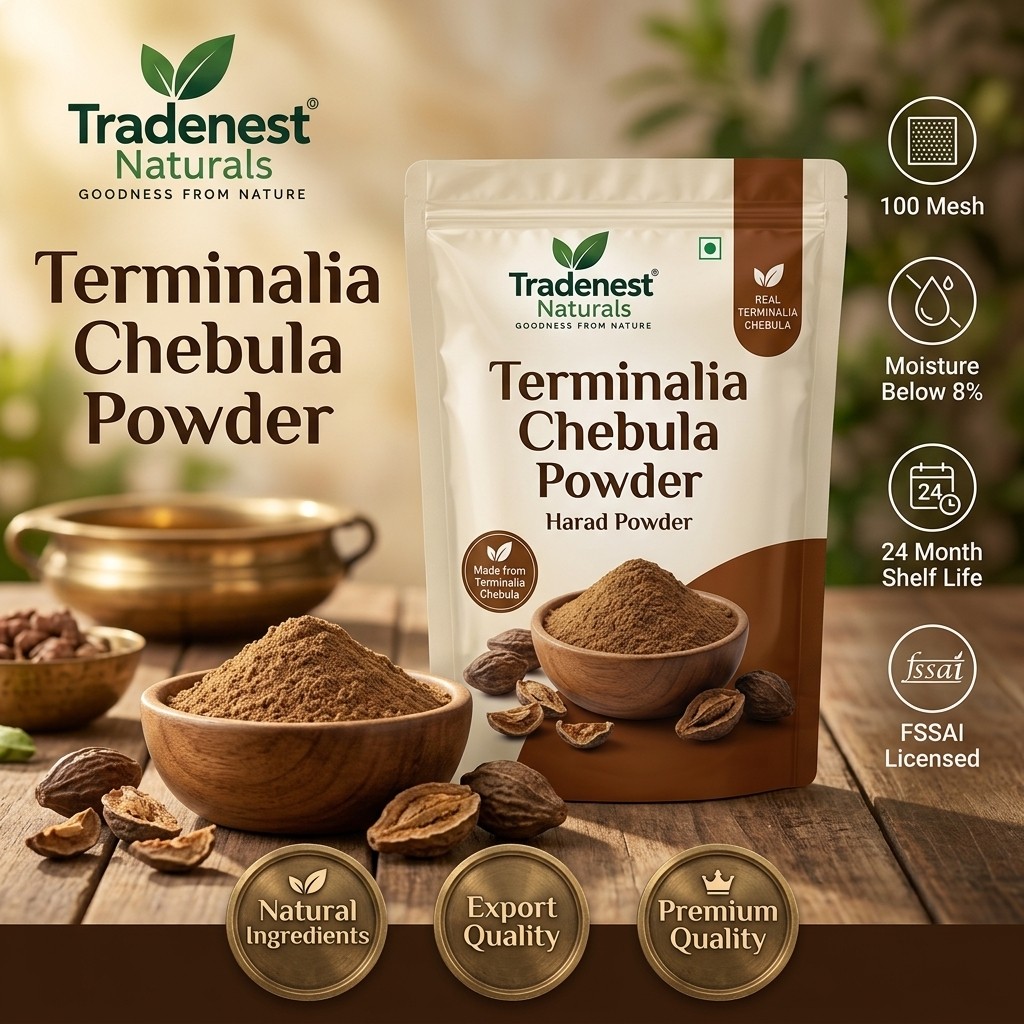 Tradenest®
Naturals
GOODNESS FROM NATURE
Terminalia
Chebula
Powder
Tradenest®
Naturals
GOODNESS FROM NATURE
REAL
TERMINALIA
CHEBULA
Terminalia
Chebula
Powder
Harad Powder
Made from
Terminalia
Chebula
100 Mesh
Moisture
Below 8%
24
24 Month
Shelf Life
fssai
FSSAI
Licensed
Natural
Ingredients
Export
Quality
Premium
Quality